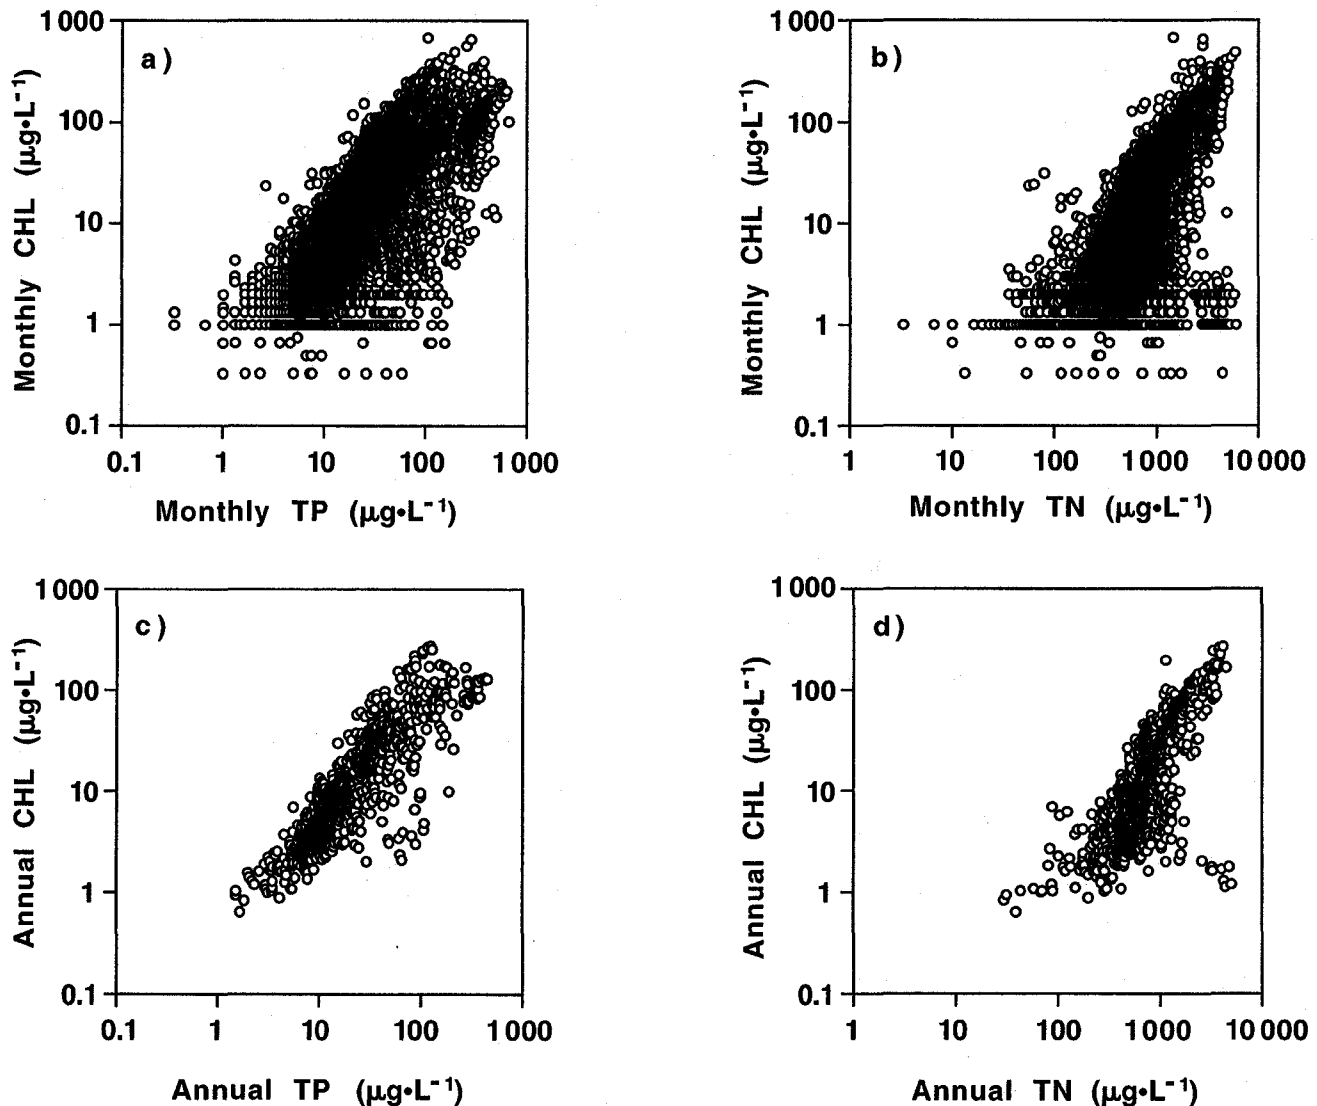 1000
100
10
1
0.1
Monthly CHL (µg•L⁻¹)
a)
0.1 1 10 100 1000
Monthly TP (µg•L⁻¹)
1000
100
10
1
0.1
Monthly CHL (µg•L⁻¹)
b)
1 10 100 1000 10000
Monthly TN (µg•L⁻¹)
1000
100
10
1
0.1
Annual CHL (µg•L⁻¹)
c)
0.1 1 10 100 1000
Annual TP (µg•L⁻¹)
1000
100
10
1
0.1
Annual CHL (µg•L⁻¹)
d)
1 10 100 1000 10000
Annual TN (µg•L⁻¹)